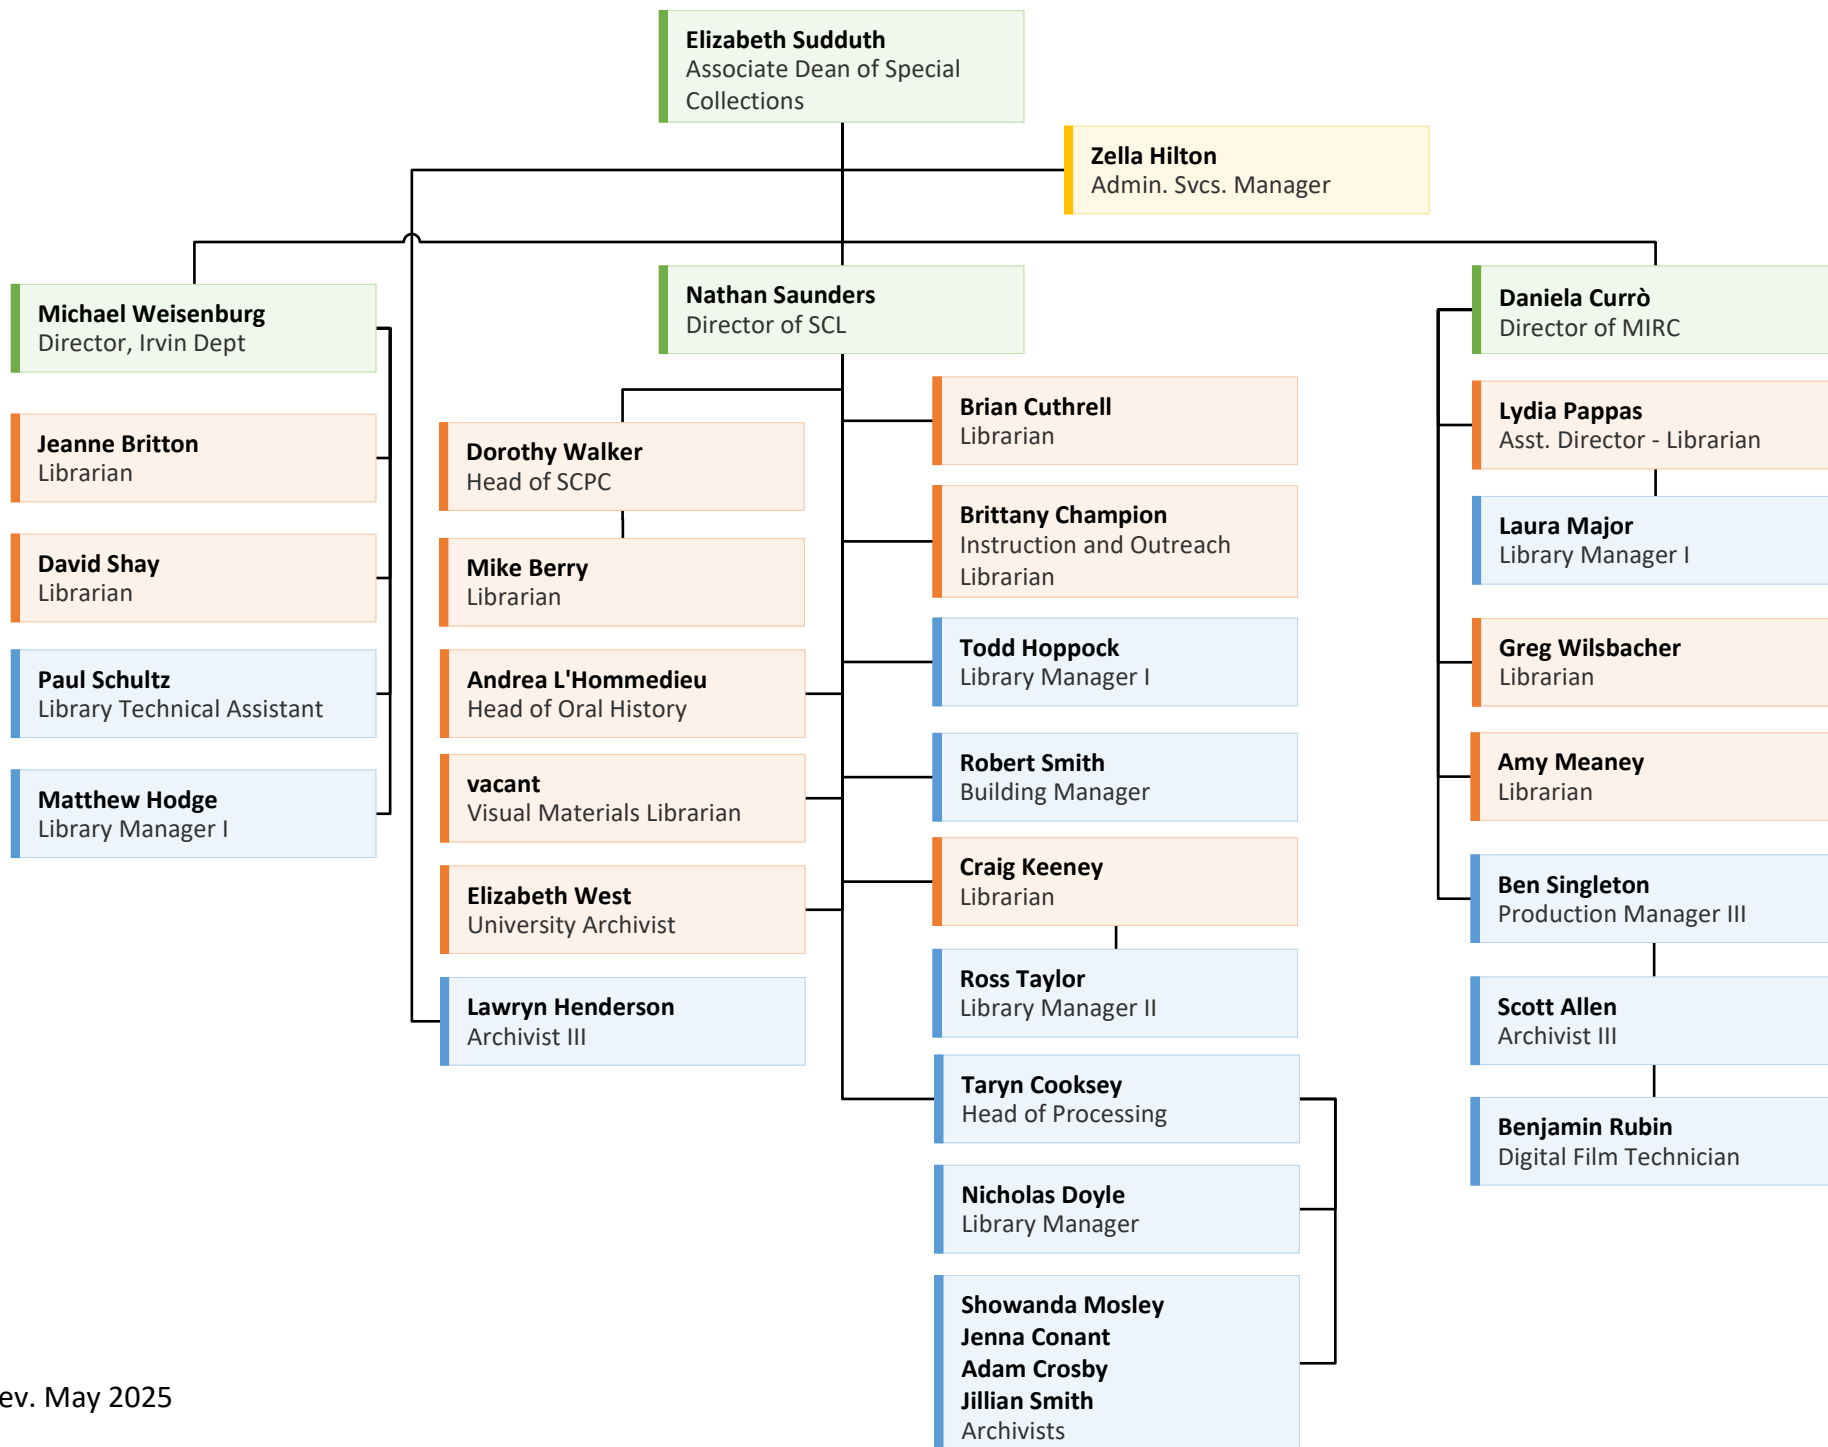 Elizabeth Sudduth
Associate Dean of Special
Collections
Zella Hilton
Admin. Svcs. Manager
Michael Weisenburg
Director, Irvin Dept
Jeanne Britton
Librarian
David Shay
Librarian
Paul Schultz
Library Technical Assistant
Matthew Hodge
Library Manager I
Nathan Saunders
Director of SCL
Dorothy Walker
Head of SCPC
Mike Berry
Librarian
Andrea L'Hommedieu
Head of Oral History
vacant
Visual Materials Librarian
Elizabeth West
University Archivist
Lawryn Henderson
Archivist III
Brian Cuthrell
Librarian
Brittany Champion
Instruction and Outreach
Librarian
Todd Hoppock
Library Manager I
Robert Smith
Building Manager
Craig Keeney
Librarian
Ross Taylor
Library Manager II
Taryn Cooksey
Head of Processing
Nicholas Doyle
Library Manager
Showanda Mosley
Jenna Conant
Adam Crosby
Jillian Smith
Archivists
Daniela Currò
Director of MIRC
Lydia Pappas
Asst. Director - Librarian
Laura Major
Library Manager I
Greg Wilsbacher
Librarian
Amy Meaney
Librarian
Ben Singleton
Production Manager III
Scott Allen
Archivist III
Benjamin Rubin
Digital Film Technician
ev. May 2025